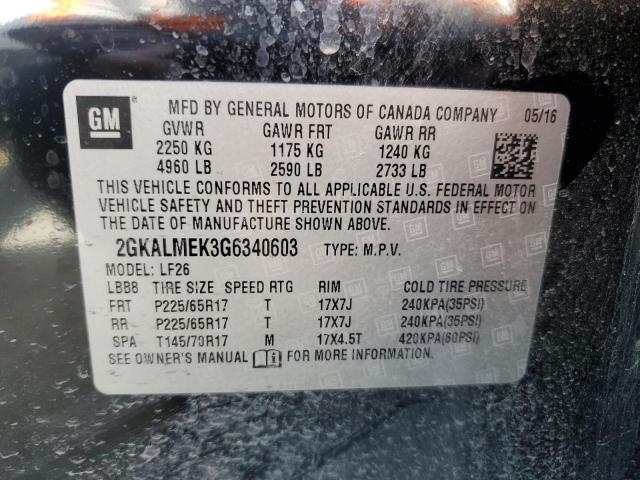 GM
MFD BY GENERAL MOTORS OF CANADA COMPANY 05/16
GVWR GAWR FRT GAWR RR
2250 KG 1175 KG 1240 KG
4960 LB 2590 LB 2733 LB
THIS VEHICLE CONFORMS TO ALL APPLICABLE U.S. FEDERAL MOTOR
VEHICLE SAFETY AND THEFT PREVENTION STANDARDS IN EFFECT ON
THE DATE OF MANUFACTURE SHOWN ABOVE.
2GKALMEK3G6340603 TYPE: M.P.V.
MODEL: LF26
LBB8 TIRE SIZE SPEED RTG RIM COLD TIRE PRESSURE
FRT P225/65R17 T 17X7J 240KPA(35PSI)
RR P225/65R17 T 17X7J 240KPA(35PSI)
SPA T145/70R17 M 17X4.5T 420KPA(60PSI)
SEE OWNER'S MANUAL i FOR MORE INFORMATION.